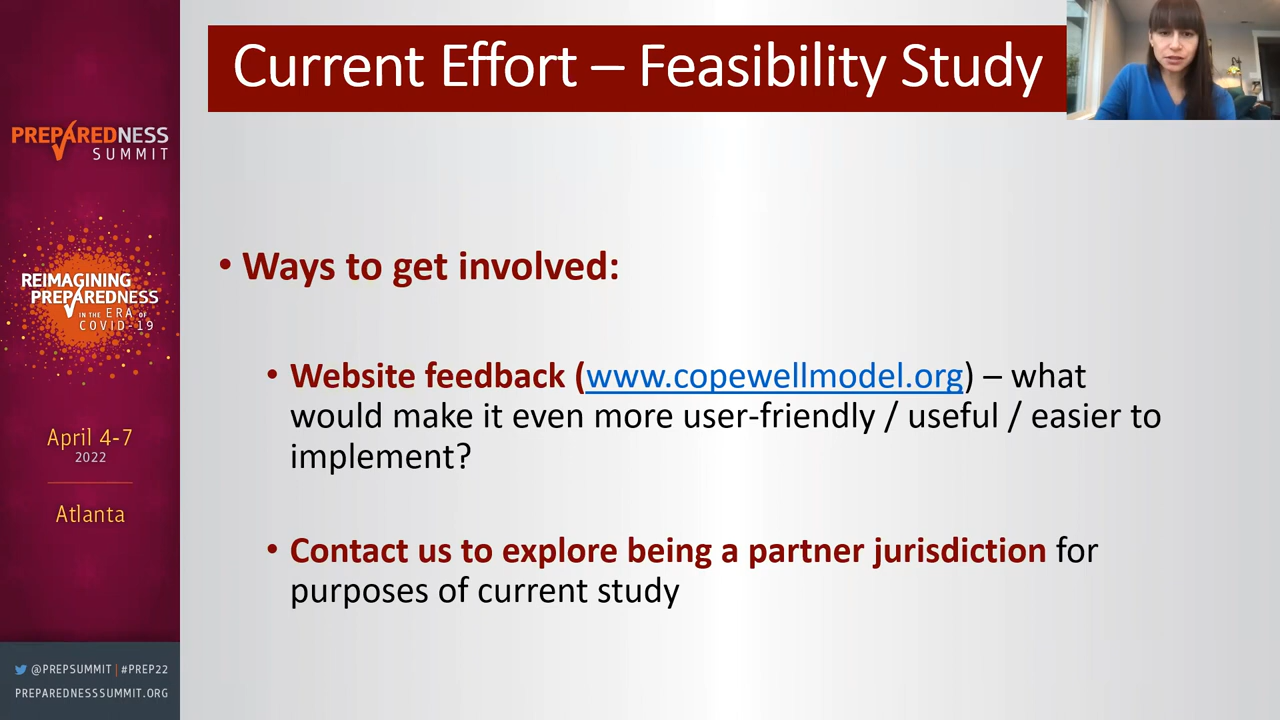 Current Effort – Feasibility Study
PREPAREDNESS
SUMMIT
REIMAGINING
PREPAREDNESS
IN THE ERA OF
COVID-19
April 4-7
2022
Atlanta
@PREPSUMMIT | #PREP22
PREPAREDNESSSUMMIT.ORG
• Ways to get involved:
• Website feedback (www.copewellmodel.org) – what
would make it even more user-friendly / useful / easier to
implement?
• Contact us to explore being a partner jurisdiction for
purposes of current study